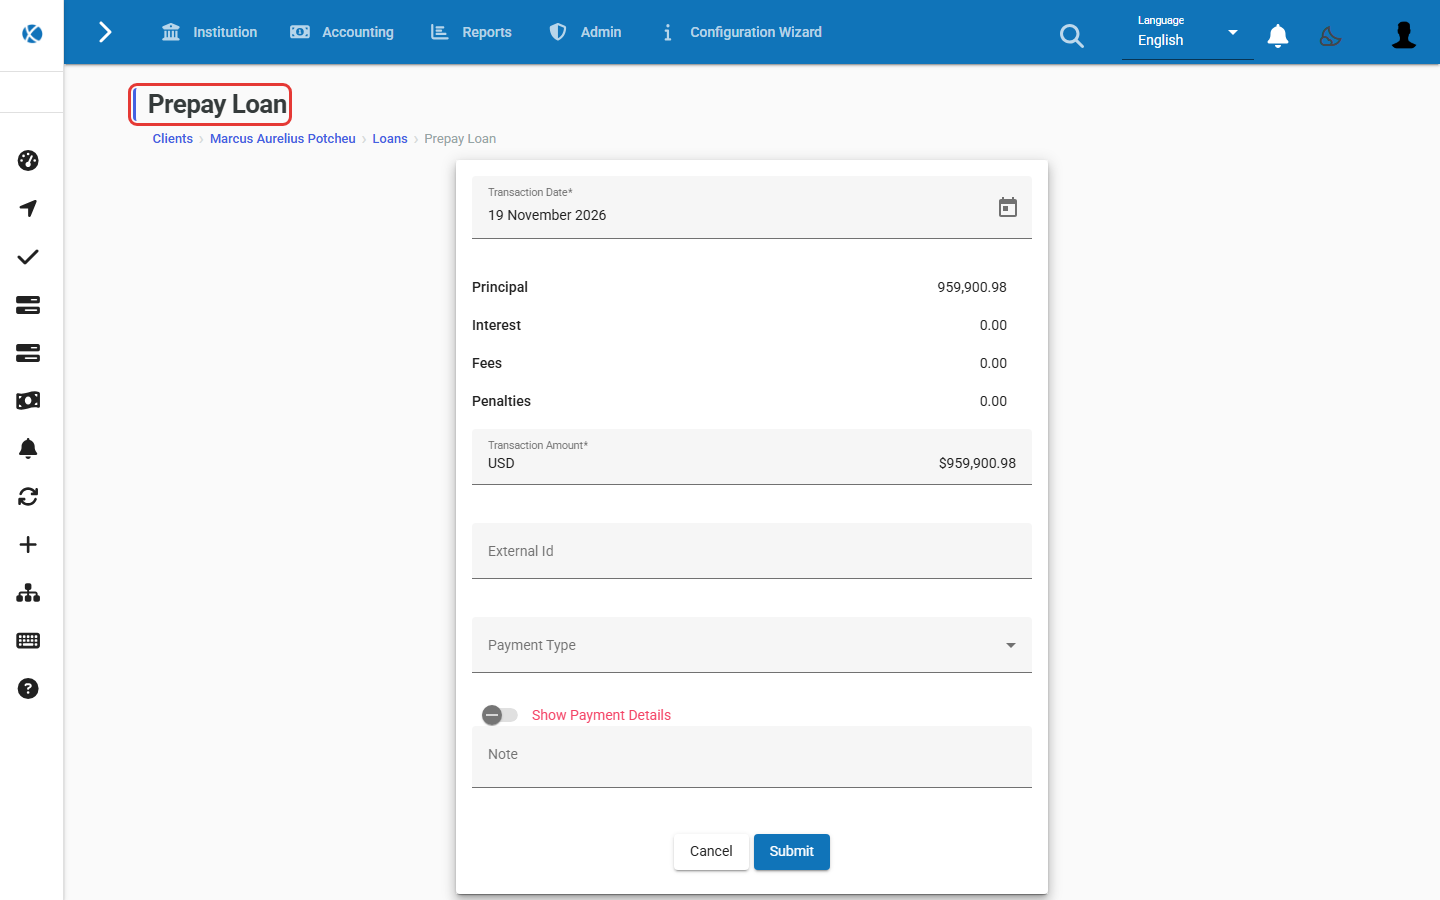 Institution
Accounting
Reports
Admin
Configuration Wizard
Language
English
Prepay Loan
Clients › Marcus Aurelius Potcheu › Loans › Prepay Loan
Transaction Date*
19 November 2026
Principal 959,900.98
Interest 0.00
Fees 0.00
Penalties 0.00
Transaction Amount*
USD $959,900.98
External Id
Payment Type
Show Payment Details
Note
Cancel Submit